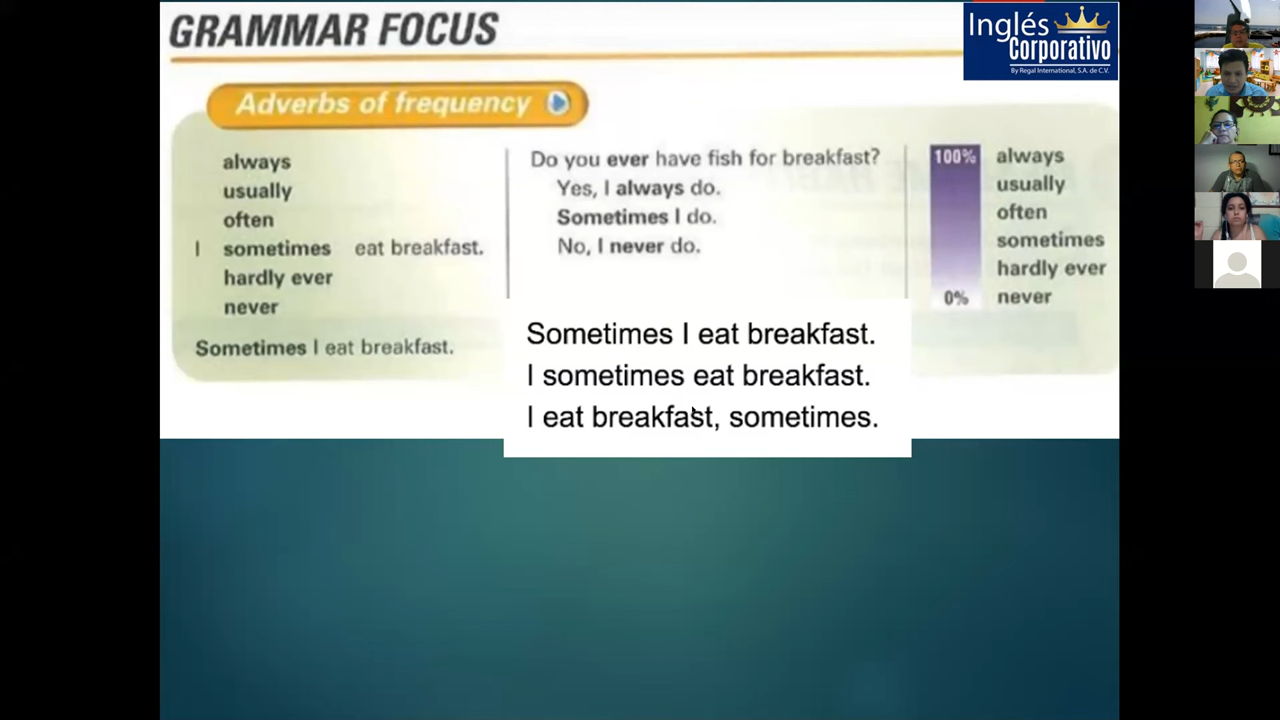 GRAMMAR FOCUS
Inglés
Corporativo
By Regal International, S.A. de C.V.
Adverbs of frequency
always
usually
often
I sometimes eat breakfast.
hardly ever
never
Sometimes I eat breakfast.
Do you ever have fish for breakfast?
Yes, I always do.
Sometimes I do.
No, I never do.
100% always
usually
often
sometimes
hardly ever
0% never
Sometimes I eat breakfast.
I sometimes eat breakfast.
I eat breakfast, sometimes.